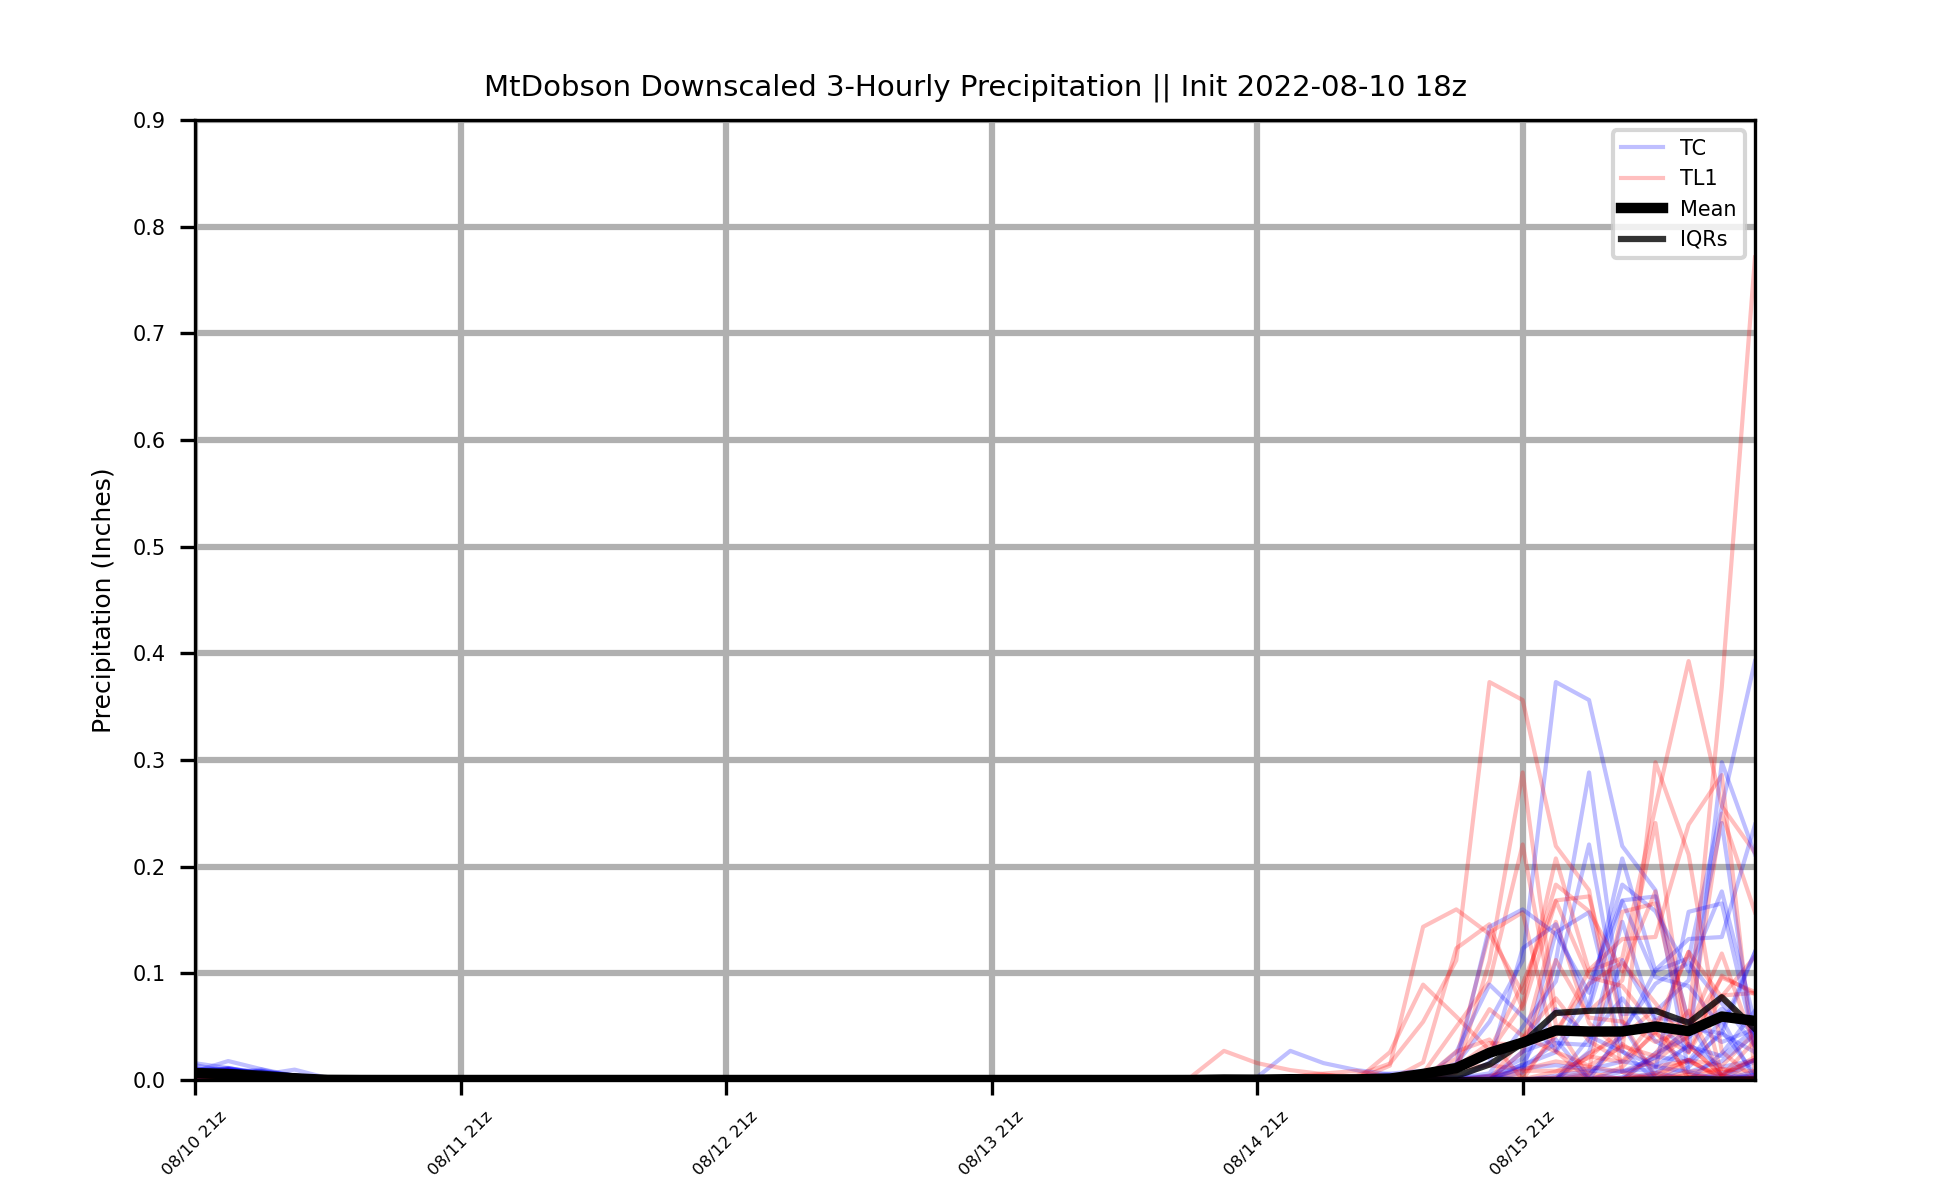 MtDobson Downscaled 3-Hourly Precipitation || Init 2022-08-10 18z
Precipitation (Inches)
0.9
0.8
0.7
0.6
0.5
0.4
0.3
0.2
0.1
0.0
TC
TL1
Mean
IQRs
08/10 21z
08/11 21z
08/12 21z
08/13 21z
08/14 21z
08/15 21z